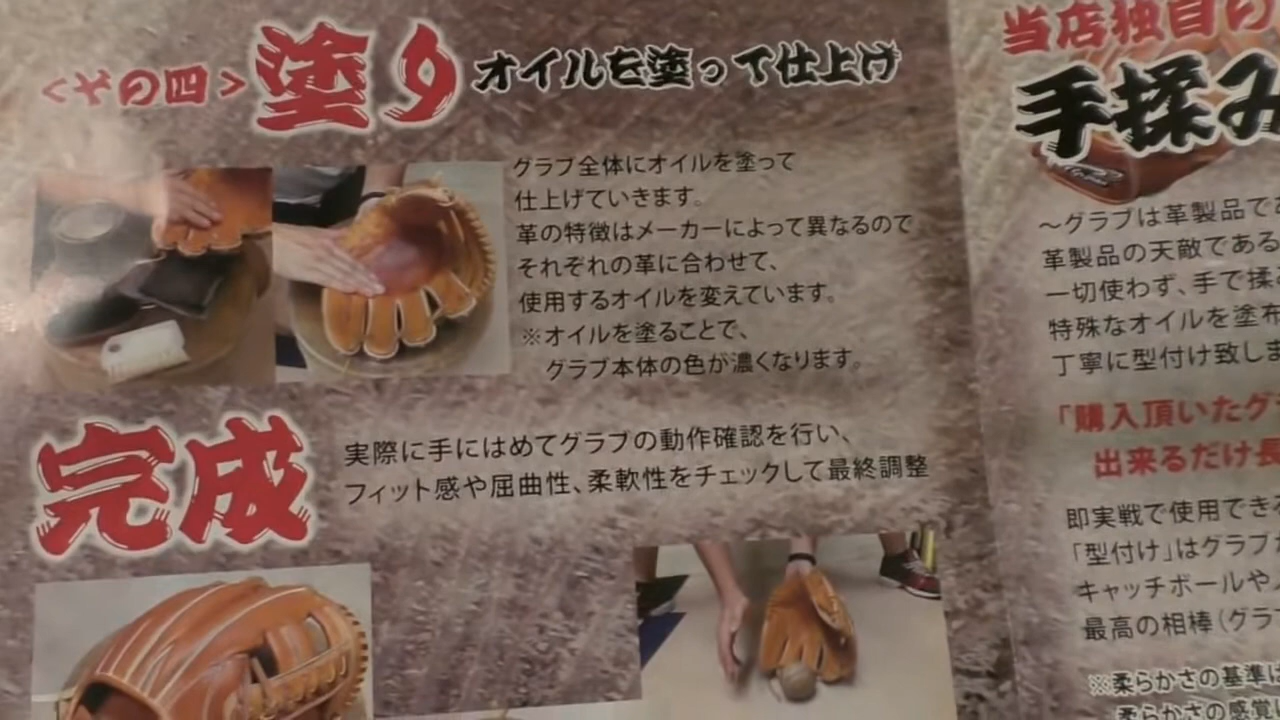 <その四>塗り オイルを塗って仕上げ
グラブ全体にオイルを塗って
仕上げていきます。
革の特徴はメーカーによって異なるので
それぞれの革に合わせて、
使用するオイルを変えています。
※オイルを塗ることで、
グラブ本体の色が濃くなります。
完成
実際に手にはめてグラブの動作確認を行い、
フィット感や屈曲性、柔軟性をチェックして最終調整
当店独自の
手揉み
~グラブは革製品で
革製品の天敵である
一切使わず、手で揉
特殊なオイルを塗布
丁寧に型付け致しま
「購入頂いたグ
出来るだけ長
即実戦で使用でき
「型付け」はグラブ
キャッチボールや
最高の相棒(グラ
※柔らかさの基準は
柔らかさの感覚